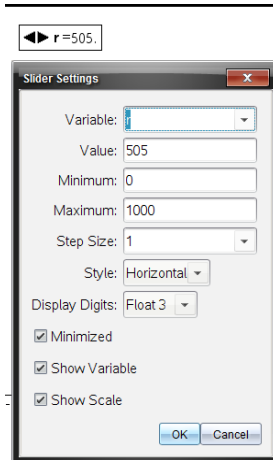 r =505.
Slider Settings
Variable: r
Value: 505
Minimum: 0
Maximum: 1000
Step Size: 1
Style: Horizontal
Display Digits: Float 3
Minimized
Show Variable
Show Scale
OK Cancel